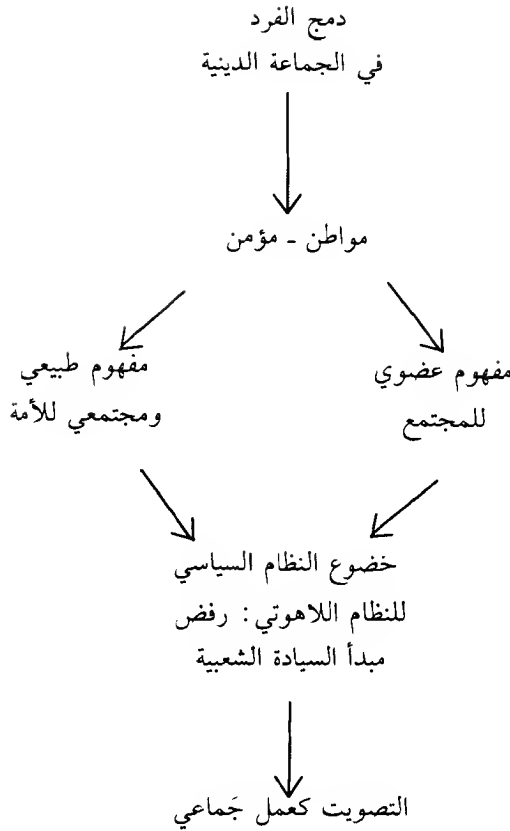 دمج الفرد
في الجماعة الدينية
مواطن ـ مؤمن
مفهوم عضوي
للمجتمع
مفهوم طبيعي
ومجتمعي للأمة
خضوع النظام السياسي
للنظام اللاهوتي: رفض
مبدأ السيادة الشعبية
التصويت كعمل جَماعي